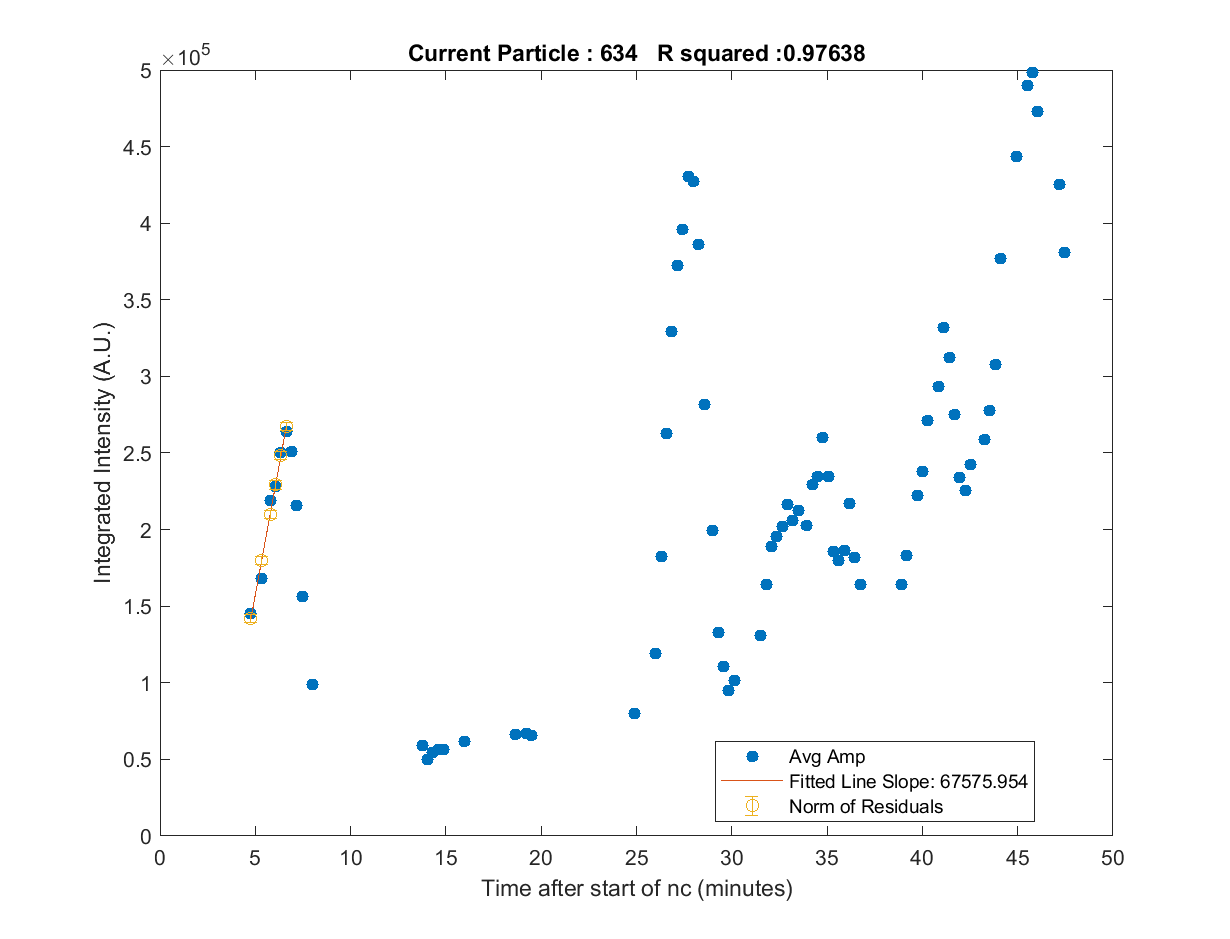 Current Particle : 634 R squared :0.97638
×10^5
5
4.5
4
3.5
3
2.5
2
1.5
1
0.5
0
Integrated Intensity (A.U.)
Avg Amp
Fitted Line Slope: 67575.954
Norm of Residuals
0 5 10 15 20 25 30 35 40 45 50
Time after start of nc (minutes)